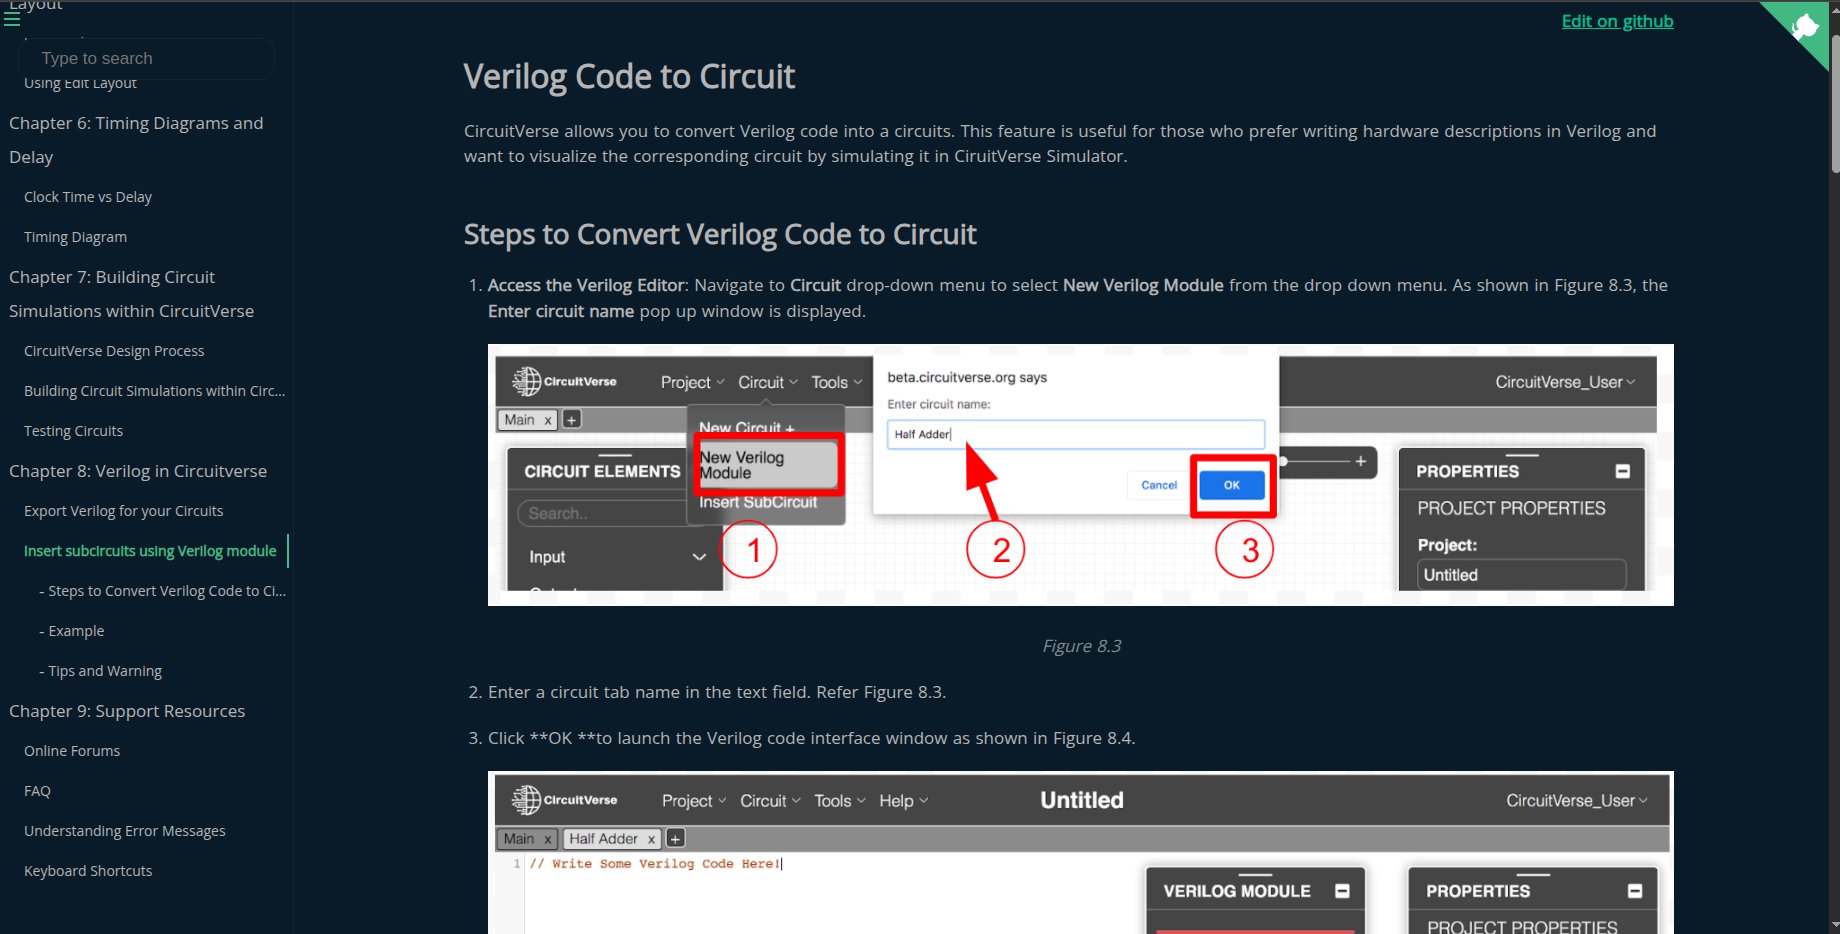 Layout
Type to search
Using Edit Layout
Chapter 6: Timing Diagrams and
Delay
Clock Time vs Delay
Timing Diagram
Chapter 7: Building Circuit
Simulations within CircuitVerse
CircuitVerse Design Process
Building Circuit Simulations within Circ...
Testing Circuits
Chapter 8: Verilog in Circuitverse
Export Verilog for your Circuits
Insert subcircuits using Verilog module
- Steps to Convert Verilog Code to Ci...
- Example
- Tips and Warning
Chapter 9: Support Resources
Online Forums
FAQ
Understanding Error Messages
Keyboard Shortcuts
Edit on github
Verilog Code to Circuit
CircuitVerse allows you to convert Verilog code into a circuits. This feature is useful for those who prefer writing hardware descriptions in Verilog and
want to visualize the corresponding circuit by simulating it in CiruitVerse Simulator.
Steps to Convert Verilog Code to Circuit
1. Access the Verilog Editor: Navigate to Circuit drop-down menu to select New Verilog Module from the drop down menu. As shown in Figure 8.3, the
Enter circuit name pop up window is displayed.
CircuitVerse Project Circuit Tools
CircuitVerse_User
Main x +
New Circuit +
New Verilog
Module
Insert SubCircuit
beta.circuitverse.org says
Enter circuit name:
Half Adder
Cancel OK
CIRCUIT ELEMENTS
Search..
Input
Output
1 2 3
+
PROPERTIES
PROJECT PROPERTIES
Project:
Untitled
Figure 8.3
2. Enter a circuit tab name in the text field. Refer Figure 8.3.
3. Click **OK **to launch the Verilog code interface window as shown in Figure 8.4.
CircuitVerse Project Circuit Tools Help Untitled CircuitVerse_User
Main x Half Adder x +
1 // Write Some Verilog Code Here!
VERILOG MODULE
PROPERTIES
PROJECT PROPERTIES